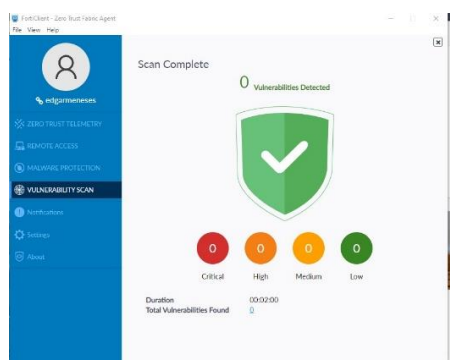 FortiClient - Zero Trust Fabric Agent
File View Help
edgarmeneses
ZERO TRUST TELEMETRY
REMOTE ACCESS
MALWARE PROTECTION
VULNERABILITY SCAN
Notifications
Settings
About
Scan Complete
0 Vulnerabilities Detected
0 0 0 0
Critical High Medium Low
Duration 00:02:00
Total Vulnerabilities Found 0